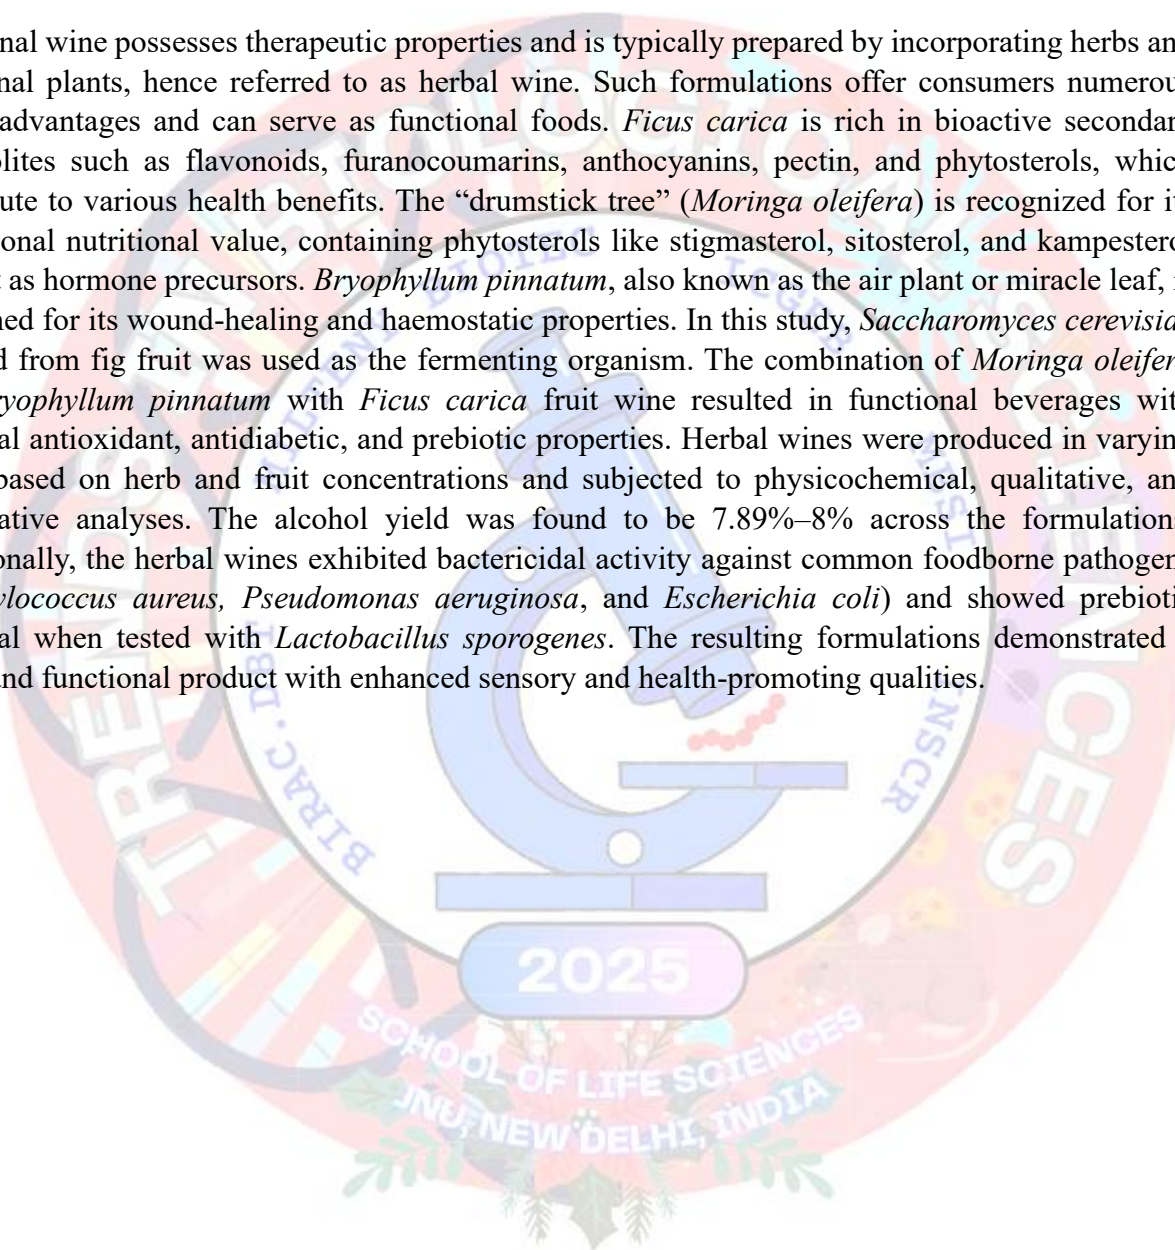 nal wine possesses therapeutic properties and is typically prepared by incorporating herbs an
nal plants, hence referred to as herbal wine. Such formulations offer consumers numerou
advantages and can serve as functional foods. Ficus carica is rich in bioactive secondar
lites such as flavonoids, furanocoumarins, anthocyanins, pectin, and phytosterols, whic
ute to various health benefits. The “drumstick tree” (Moringa oleifera) is recognized for it
onal nutritional value, containing phytosterols like stigmasterol, sitosterol, and kampestero
t as hormone precursors. Bryophyllum pinnatum, also known as the air plant or miracle leaf, i
ned for its wound-healing and haemostatic properties. In this study, Saccharomyces cerevisia
d from fig fruit was used as the fermenting organism. The combination of Moringa oleifer
ryophyllum pinnatum with Ficus carica fruit wine resulted in functional beverages wit
al antioxidant, antidiabetic, and prebiotic properties. Herbal wines were produced in varyin
based on herb and fruit concentrations and subjected to physicochemical, qualitative, an
ative analyses. The alcohol yield was found to be 7.89%–8% across the formulation
onally, the herbal wines exhibited bactericidal activity against common foodborne pathogen
ylococcus aureus, Pseudomonas aeruginosa, and Escherichia coli) and showed prebioti
al when tested with Lactobacillus sporogenes. The resulting formulations demonstrated
and functional product with enhanced sensory and health-promoting qualities.
TRENDS
SCIENCES
BIRAC.DBT
2025
SCHOOL OF LIFE SCIENCES
JNU, NEW DELHI, INDIA